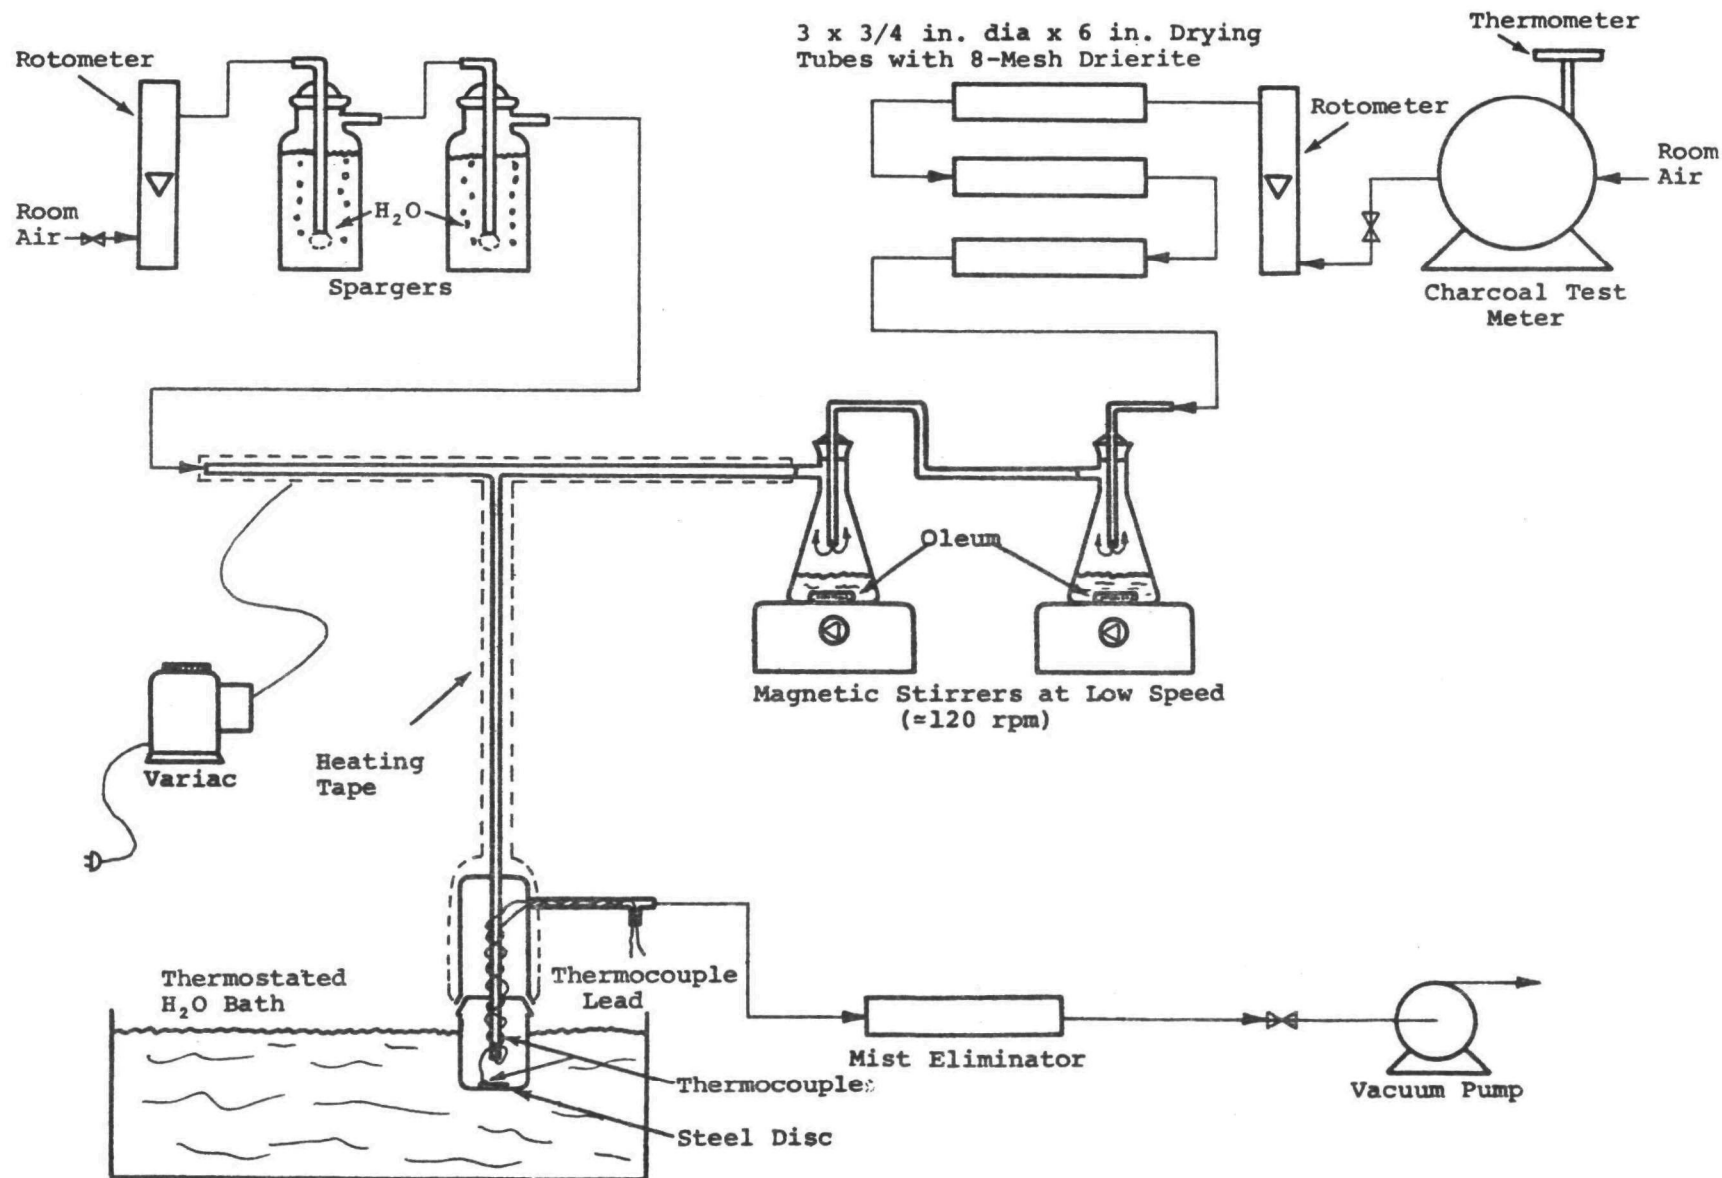 3 x 3/4 in. dia x 6 in. Drying
Tubes with 8-Mesh Drierite
Thermometer
Rotometer
Rotometer
Room
Air
Room
Air
H₂O
Spargers
Charcoal Test
Meter
Oleum
Magnetic Stirrers at Low Speed
(≈120 rpm)
Variac
Heating
Tape
Thermostated
H₂O Bath
Thermocouple
Lead
Mist Eliminator
Vacuum Pump
Thermocouples
Steel Disc